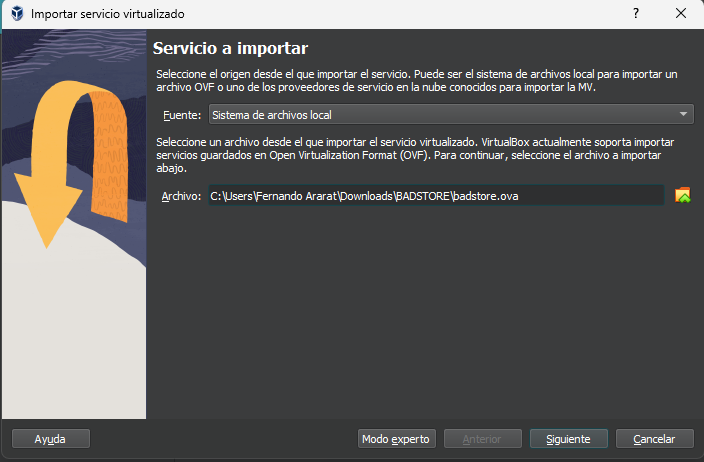 Importar servicio virtualizado
?
Servicio a importar
Seleccione el origen desde el que importar el servicio. Puede ser el sistema de archivos local para importar un
archivo OVF o uno de los proveedores de servicio en la nube conocidos para importar la MV.
Fuente: Sistema de archivos local
Seleccione un archivo desde el que importar el servicio virtualizado. VirtualBox actualmente soporta importar
servicios guardados en Open Virtualization Format (OVF). Para continuar, seleccione el archivo a importar
abajo.
Archivo: C:\Users\Fernando Ararat\Downloads\BADSTORE\badstore.ova
Ayuda Modo experto Anterior Siguiente Cancelar